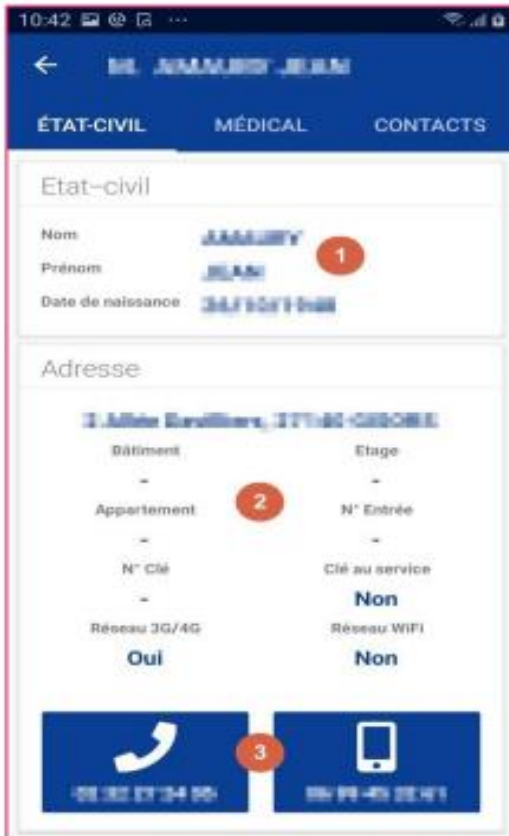 10:42
ÉTAT-CIVIL MÉDICAL CONTACTS
Etat-civil
Nom
1
Prénom
Date de naissance
Adresse
Bâtiment Etage
- -
2
Appartement N° Entrée
- -
N° Clé Clé au service
- Non
Réseau 3G/4G Réseau WiFi
Oui Non
3